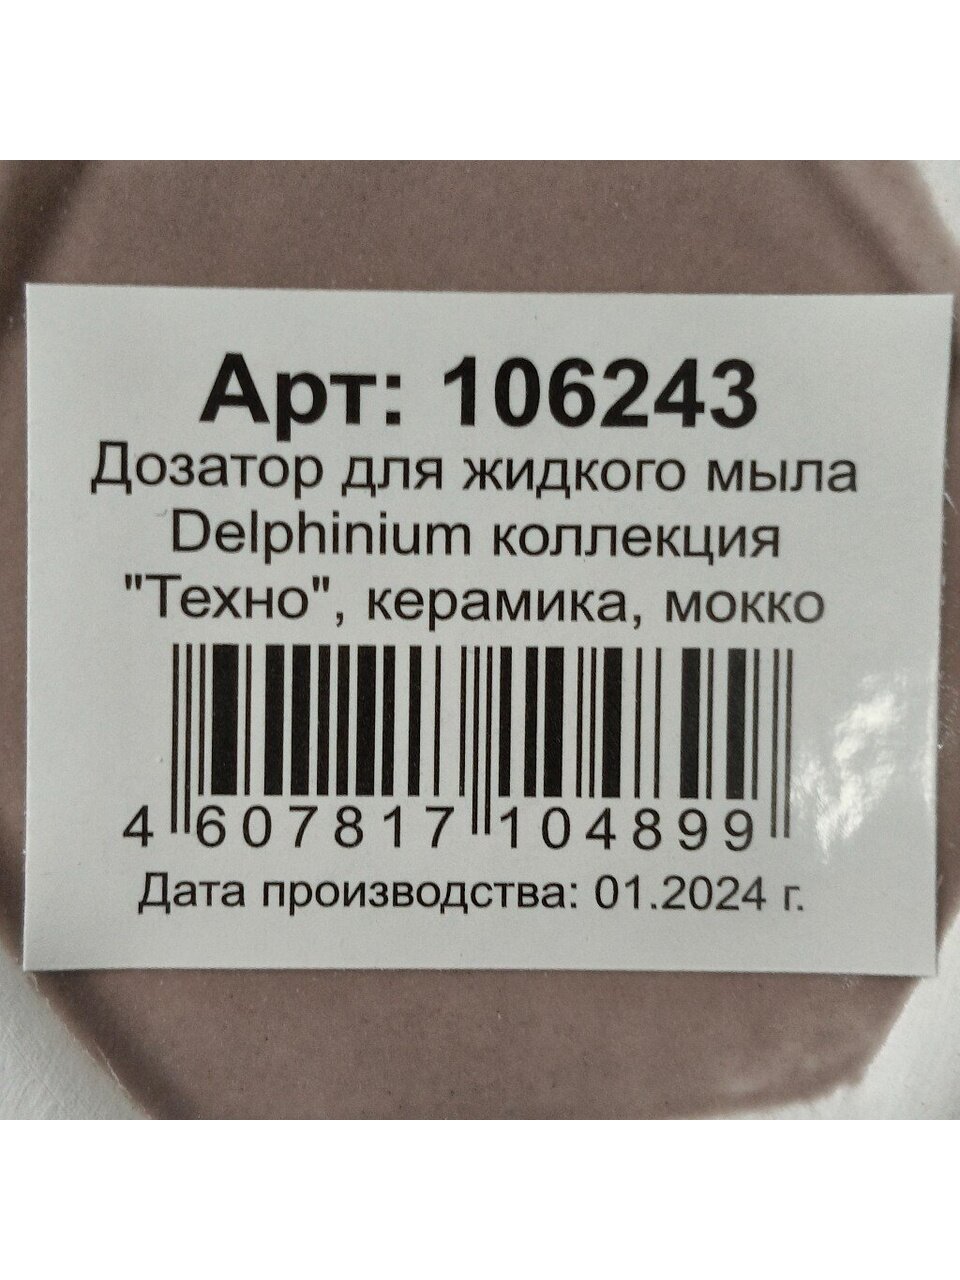 Арт: 106243
Дозатор для жидкого мыла
Delphinium коллекция
"Техно", керамика, мокко
4 607817 104899
Дата производства: 01.2024 г.